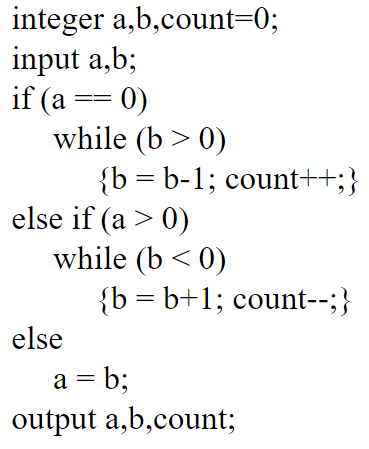 integer a,b,count=0;
input a,b;
if (a == 0)
while (b > 0)
{b = b-1; count++;}
else if (a > 0)
while (b < 0)
{b = b+1; count--;}
else
a = b;
output a,b,count;